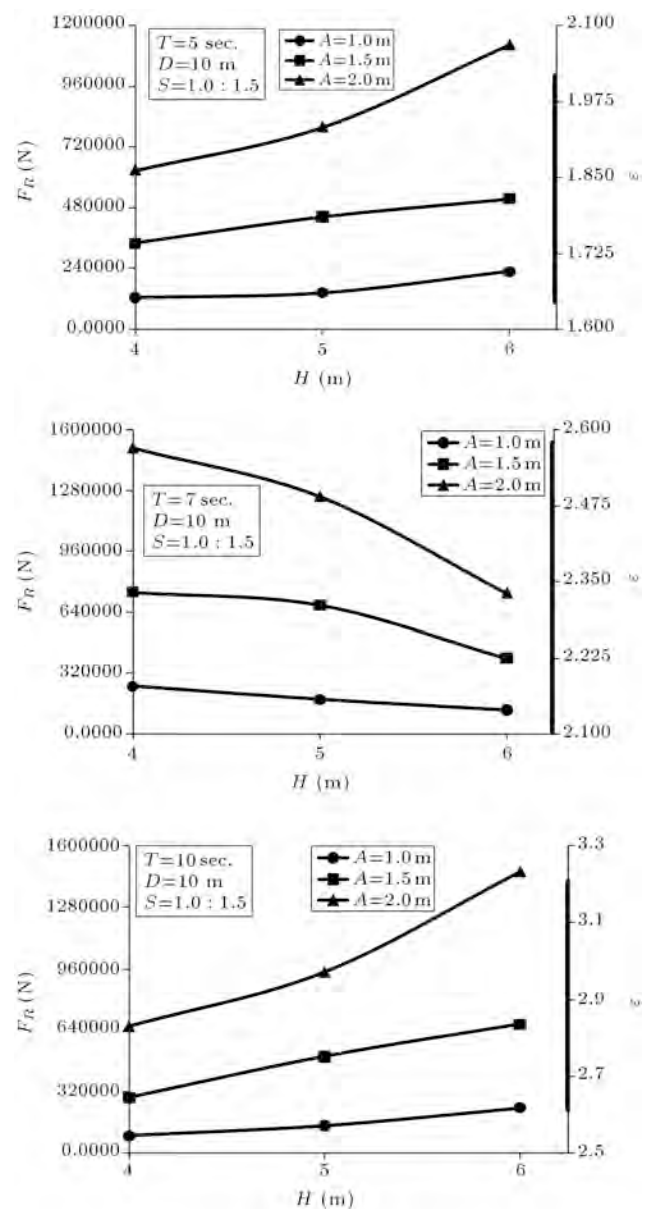 1200000
960000
720000
480000
240000
0.0000
F_R (N)
T=5 sec.
D=10 m
S=1.0 : 1.5
A=1.0 m
A=1.5 m
A=2.0 m
2.100
1.975
1.850
1.725
1.600
ε
4 5 6
H (m)
1600000
1280000
960000
640000
320000
0.0000
F_R (N)
T=7 sec.
D=10 m
S=1.0 : 1.5
A=1.0 m
A=1.5 m
A=2.0 m
2.600
2.475
2.350
2.225
2.100
ε
4 5 6
H (m)
1600000
1280000
960000
640000
320000
0.0000
F_R (N)
T=10 sec.
D=10 m
S=1.0 : 1.5
A=1.0 m
A=1.5 m
A=2.0 m
3.3
3.1
2.9
2.7
2.5
ε
4 5 6
H (m)